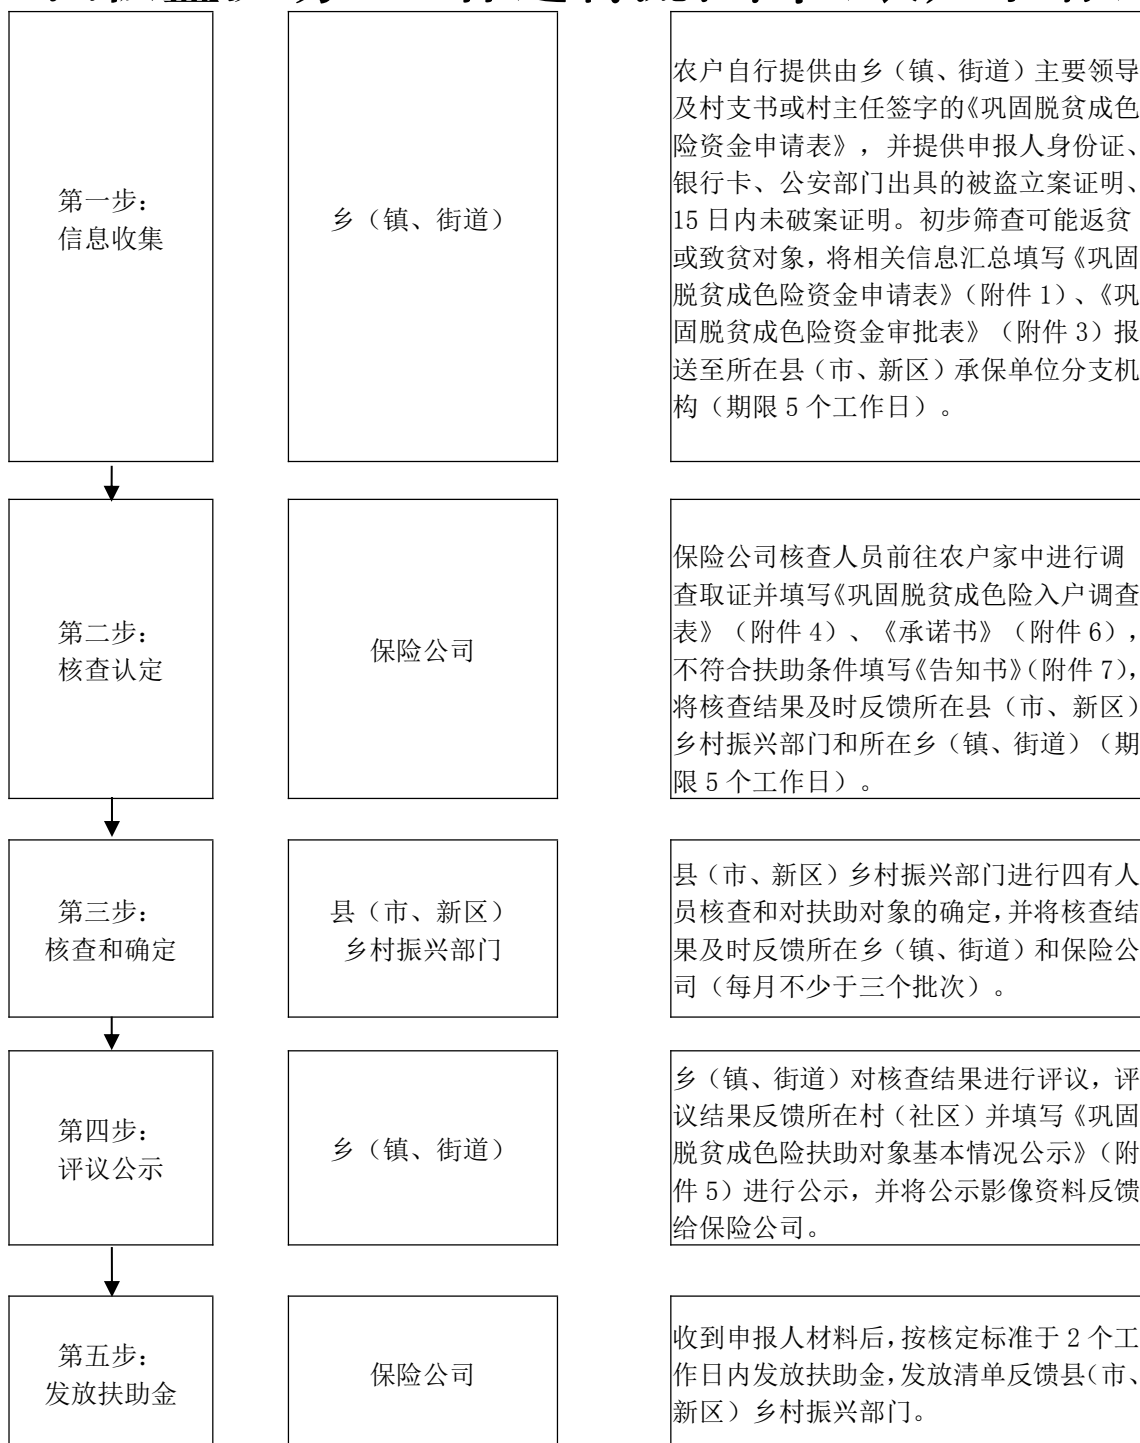 第一步：
信息收集
乡（镇、街道）
农户自行提供由乡（镇、街道）主要领导
及村支书或村主任签字的《巩固脱贫成色
险资金申请表》，并提供申报人身份证、
银行卡、公安部门出具的被盗立案证明、
15 日内未破案证明。初步筛查可能返贫
或致贫对象，将相关信息汇总填写《巩固
脱贫成色险资金申请表》（附件 1）、《巩
固脱贫成色险资金审批表》（附件 3）报
送至所在县（市、新区）承保单位分支机
构（期限 5 个工作日）。
第二步：
核查认定
保险公司
保险公司核查人员前往农户家中进行调
查取证并填写《巩固脱贫成色险入户调查
表》（附件 4）、《承诺书》（附件 6），
不符合扶助条件填写《告知书》（附件 7），
将核查结果及时反馈所在县（市、新区）
乡村振兴部门和所在乡（镇、街道）（期
限 5 个工作日）。
第三步：
核查和确定
县（市、新区）
乡村振兴部门
县（市、新区）乡村振兴部门进行四有人
员核查和对扶助对象的确定，并将核查结
果及时反馈所在乡（镇、街道）和保险公
司（每月不少于三个批次）。
第四步：
评议公示
乡（镇、街道）
乡（镇、街道）对核查结果进行评议，评
议结果反馈所在村（社区）并填写《巩固
脱贫成色险扶助对象基本情况公示》（附
件 5）进行公示，并将公示影像资料反馈
给保险公司。
第五步：
发放扶助金
保险公司
收到申报人材料后，按核定标准于 2 个工
作日内发放扶助金，发放清单反馈县（市、
新区）乡村振兴部门。